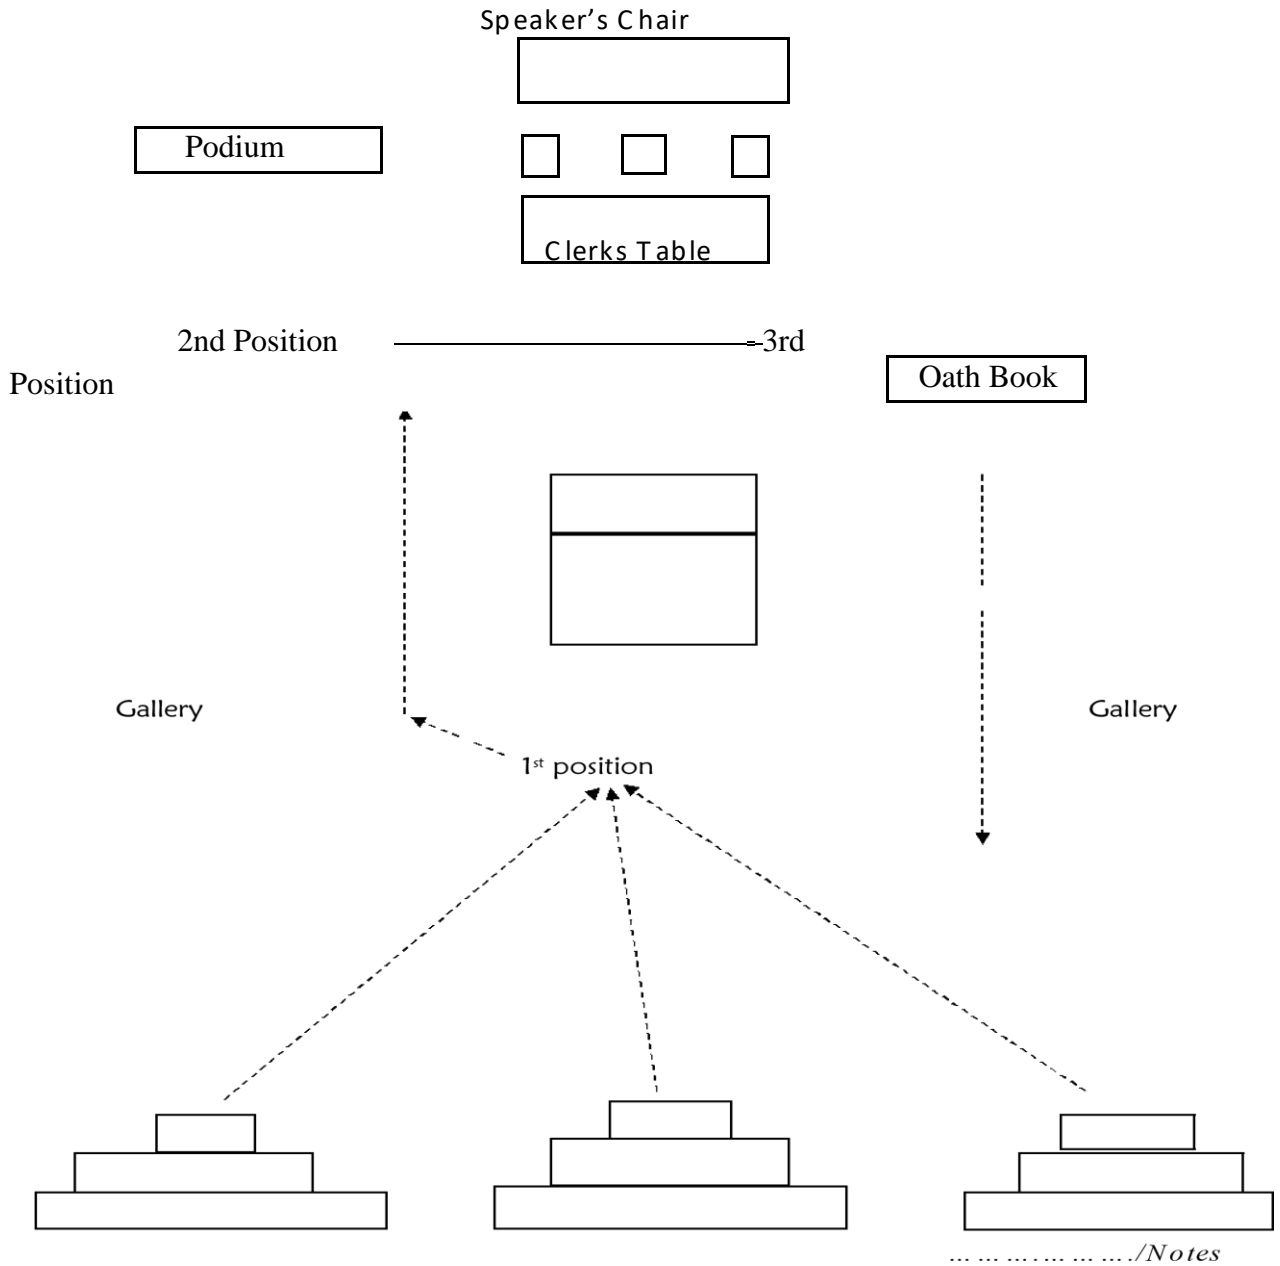 Speaker's Chair
Podium
Clerks Table
2nd Position -3rd
Position
Oath Book
Gallery
Gallery
1st position
… … … . … … … ./Notes